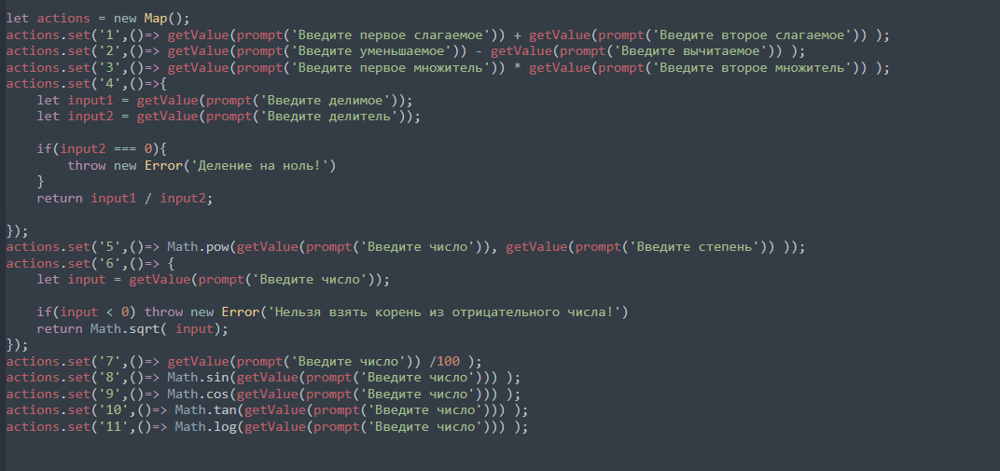 let actions = new Map();
actions.set('1',()=> getValue(prompt('Введите первое слагаемое')) + getValue(prompt('Введите второе слагаемое')) );
actions.set('2',()=> getValue(prompt('Введите уменьшаемое')) - getValue(prompt('Введите вычитаемое')) );
actions.set('3',()=> getValue(prompt('Введите первое множитель')) * getValue(prompt('Введите второе множитель')) );
actions.set('4',()=>{
    let input1 = getValue(prompt('Введите делимое'));
    let input2 = getValue(prompt('Введите делитель'));
    if(input2 === 0){
        throw new Error('Деление на ноль!')
    }
    return input1 / input2;
});
actions.set('5',()=> Math.pow(getValue(prompt('Введите число')), getValue(prompt('Введите степень')) ));
actions.set('6',()=> {
    let input = getValue(prompt('Введите число'));
    if(input < 0) throw new Error('Нельзя взять корень из отрицательного числа!')
    return Math.sqrt( input);
});
actions.set('7',()=> getValue(prompt('Введите число')) /100 );
actions.set('8',()=> Math.sin(getValue(prompt('Введите число'))) );
actions.set('9',()=> Math.cos(getValue(prompt('Введите число'))) );
actions.set('10',()=> Math.tan(getValue(prompt('Введите число'))) );
actions.set('11',()=> Math.log(getValue(prompt('Введите число'))) );